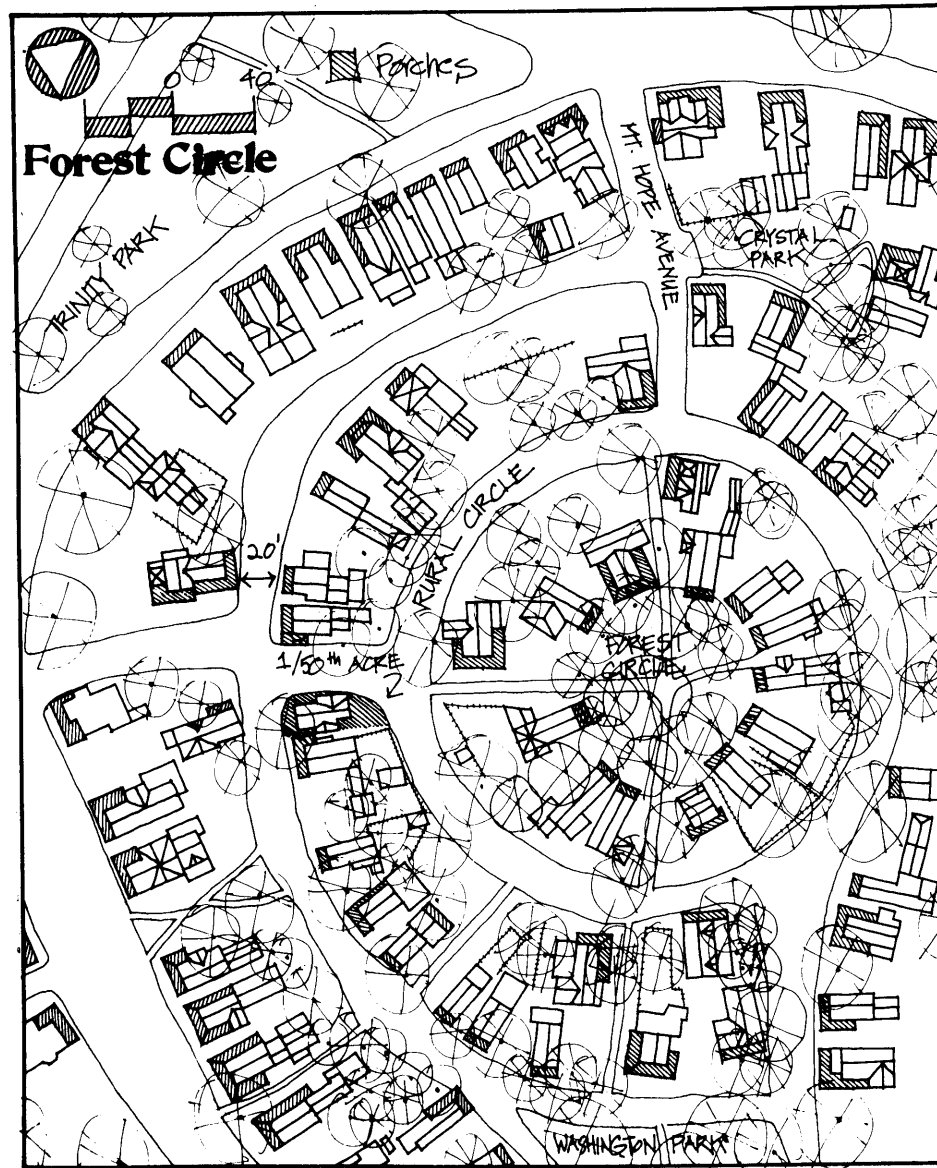 0' 40'
Porches
Forest Circle
TRINITY PARK
MT. HOPE AVENUE
CRYSTAL
PARK
RURAL CIRCLE
20'
1/50th ACRE
FOREST
CIRCLE
WASHINGTON PARK